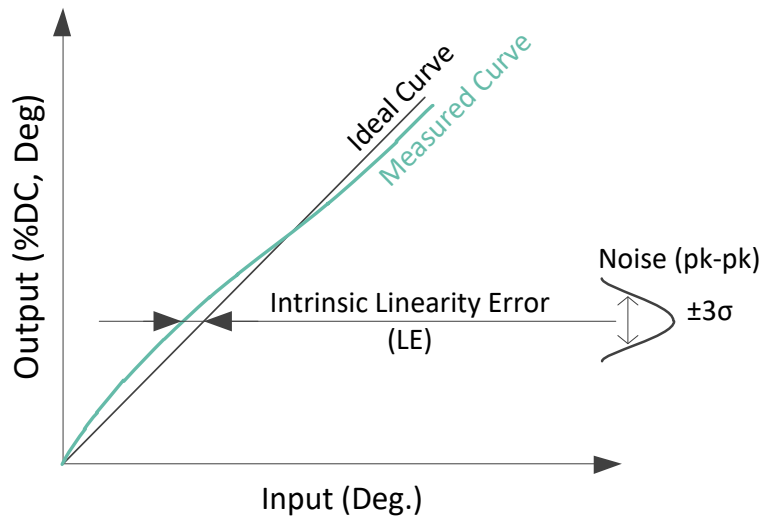 Output (%DC, Deg)
Ideal Curve
Measured Curve
Noise (pk-pk)
±3σ
Intrinsic Linearity Error
(LE)
Input (Deg.)